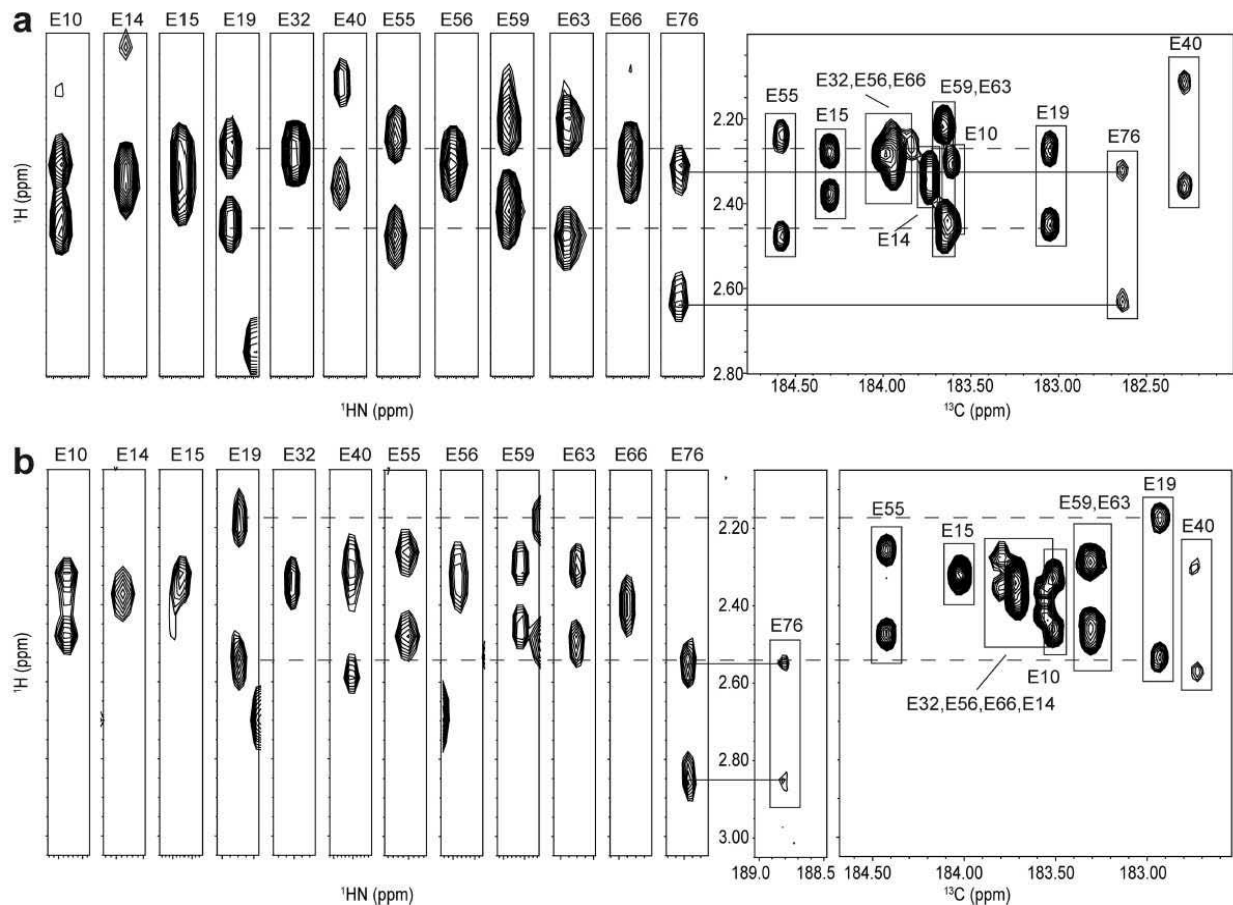 a
E10 E14 E15 E19 E32 E40 E55 E56 E59 E63 E66 E76
E40
E32,E56,E66
E59,E63
E55
E15
E10
E19
E76
E14
2.20
2.40
2.60
2.80
¹H (ppm)
184.50 184.00 183.50 183.00 182.50
¹HN (ppm)
¹³C (ppm)
b
E10 E14 E15 E19 E32 E40 E55 E56 E59 E63 E66 E76
E19
E59,E63
E55
E15
E40
E76
E10
E32,E56,E66,E14
2.20
2.40
2.60
2.80
3.00
¹H (ppm)
189.0 188.5
184.50 184.00 183.50 183.00
¹HN (ppm)
¹³C (ppm)